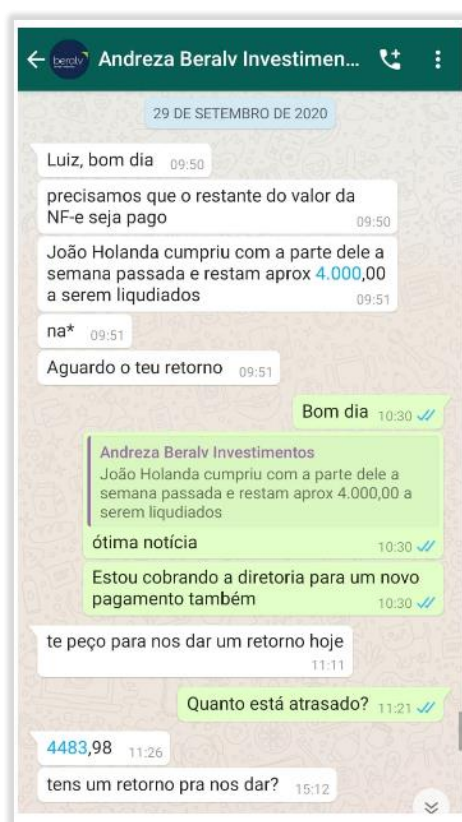 beralv
Andreza Beralv Investimen...
29 DE SETEMBRO DE 2020
Luiz, bom dia 09:50
precisamos que o restante do valor da
NF-e seja pago
09:50
João Holanda cumpriu com a parte dele a
semana passada e restam aprox 4.000,00
a serem liqudiados
09:51
na* 09:51
Aguardo o teu retorno 09:51
Bom dia 10:30
Andreza Beralv Investimentos
João Holanda cumpriu com a parte dele a
semana passada e restam aprox 4.000,00 a
serem liqudiados
ótima notícia 10:30
Estou cobrando a diretoria para um novo
pagamento também 10:30
te peço para nos dar um retorno hoje
11:11
Quanto está atrasado? 11:21
4483,98 11:26
tens um retorno pra nos dar? 15:12